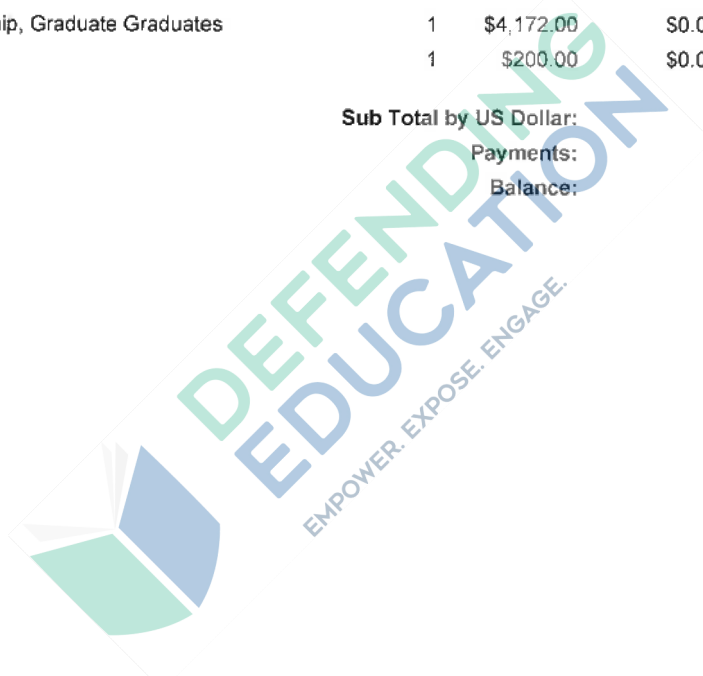 ip, Graduate Graduates 1 $4,172.00 $0.0
1 $200.00 $0.0
Sub Total by US Dollar:
Payments:
Balance:
DEFENDING
EDUCATION
EMPOWER. EXPOSE. ENGAGE.